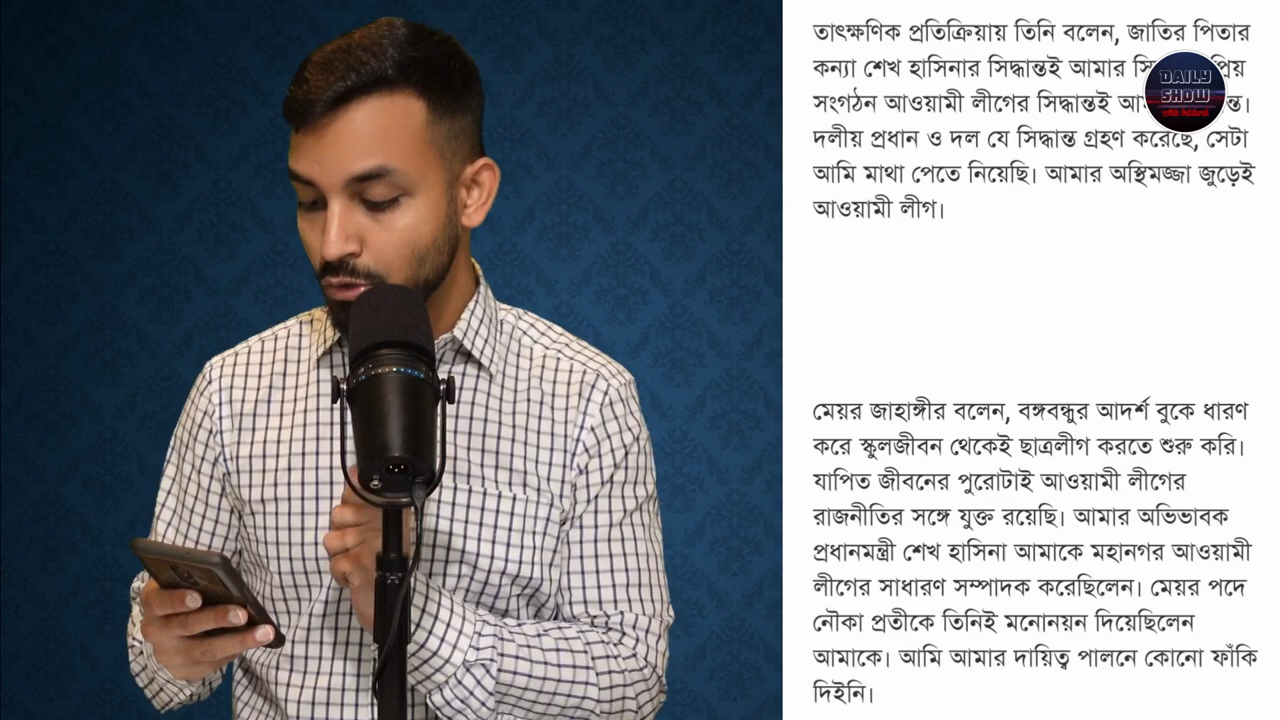 তাৎক্ষণিক প্রতিক্রিয়ায় তিনি বলেন, জাতির পিতার
কন্যা শেখ হাসিনার সিদ্ধান্তই আমার প্রিয়
সংগঠন আওয়ামী লীগের সিদ্ধান্তই
দলীয় প্রধান ও দল যে সিদ্ধান্ত গ্রহণ করেছে, সেটা
আমি মাথা পেতে নিয়েছি। আমার অস্থিমজ্জা জুড়েই
আওয়ামী লীগ।
DAILY
SHOW
মেয়র জাহাঙ্গীর বলেন, বঙ্গবন্ধুর আদর্শ বুকে ধারণ
করে স্কুলজীবন থেকেই ছাত্রলীগ করতে শুরু করি।
যাপিত জীবনের পুরোটাই আওয়ামী লীগের
রাজনীতির সঙ্গে যুক্ত রয়েছি। আমার অভিভাবক
প্রধানমন্ত্রী শেখ হাসিনা আমাকে মহানগর আওয়ামী
লীগের সাধারণ সম্পাদক করেছিলেন। মেয়র পদে
নৌকা প্রতীকে তিনিই মনোনয়ন দিয়েছিলেন
আমাকে। আমি আমার দায়িত্ব পালনে কোনো ফাঁকি
দিইনি।